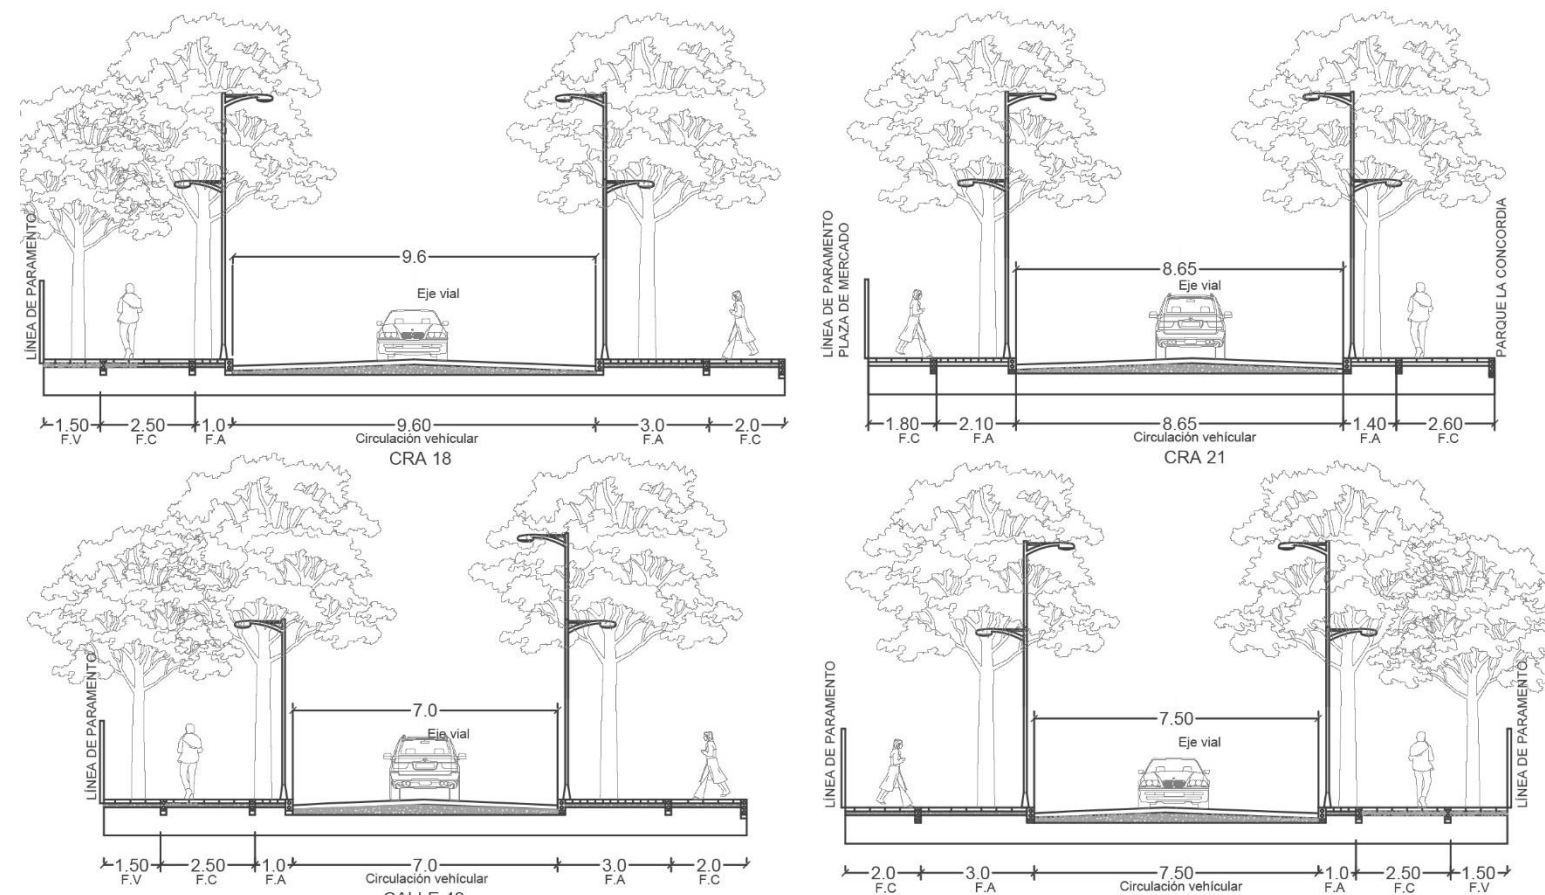 LÍNEA DE PARAMENTO
9.6
Eje vial
1.50
2.50
1.0
9.60
3.0
2.0
F.V
F.C
F.A
Circulación vehícular
F.A
F.C
CRA 18
LÍNEA DE PARAMENTO
PLAZA DE MERCADO
8.65
Eje vial
PARQUE LA CONCORDIA
1.80
2.10
8.65
1.40
2.60
F.C
F.A
Circulación vehícular
F.A
F.C
CRA 21
LÍNEA DE PARAMENTO
7.0
Eje vial
1.50
2.50
1.0
7.0
3.0
2.0
F.V
F.C
F.A
Circulación vehícular
F.A
F.C
LÍNEA DE PARAMENTO
7.50
Eje vial
LÍNEA DE PARAMENTO
2.0
3.0
7.50
1.0
2.50
1.50
F.C
F.A
Circulación vehícular
F.A
F.C
F.V